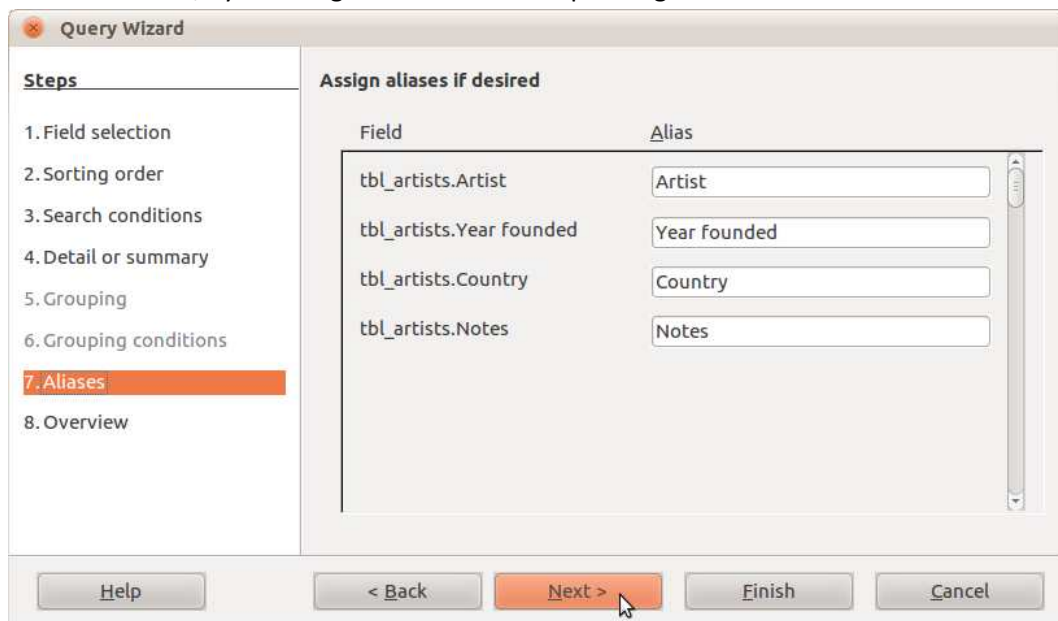 Query Wizard
Steps
1. Field selection
2. Sorting order
3. Search conditions
4. Detail or summary
5. Grouping
6. Grouping conditions
7. Aliases
8. Overview
Assign aliases if desired
Field Alias
tbl_artists.Artist Artist
tbl_artists.Year founded Year founded
tbl_artists.Country Country
tbl_artists.Notes Notes
Help < Back Next > Finish Cancel